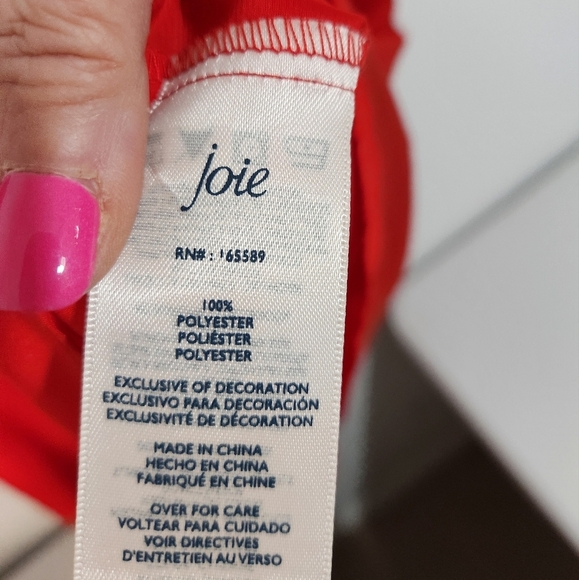 joie
RN# : 165589
100%
POLYESTER
POLIÉSTER
POLYESTER
EXCLUSIVE OF DECORATION
EXCLUSIVO PARA DECORACIÓN
EXCLUSIVITÉ DE DÉCORATION
MADE IN CHINA
HECHO EN CHINA
FABRIQUÉ EN CHINE
OVER FOR CARE
VOLTEAR PARA CUIDADO
VOIR DIRECTIVES
D'ENTRETIEN AU VERSO